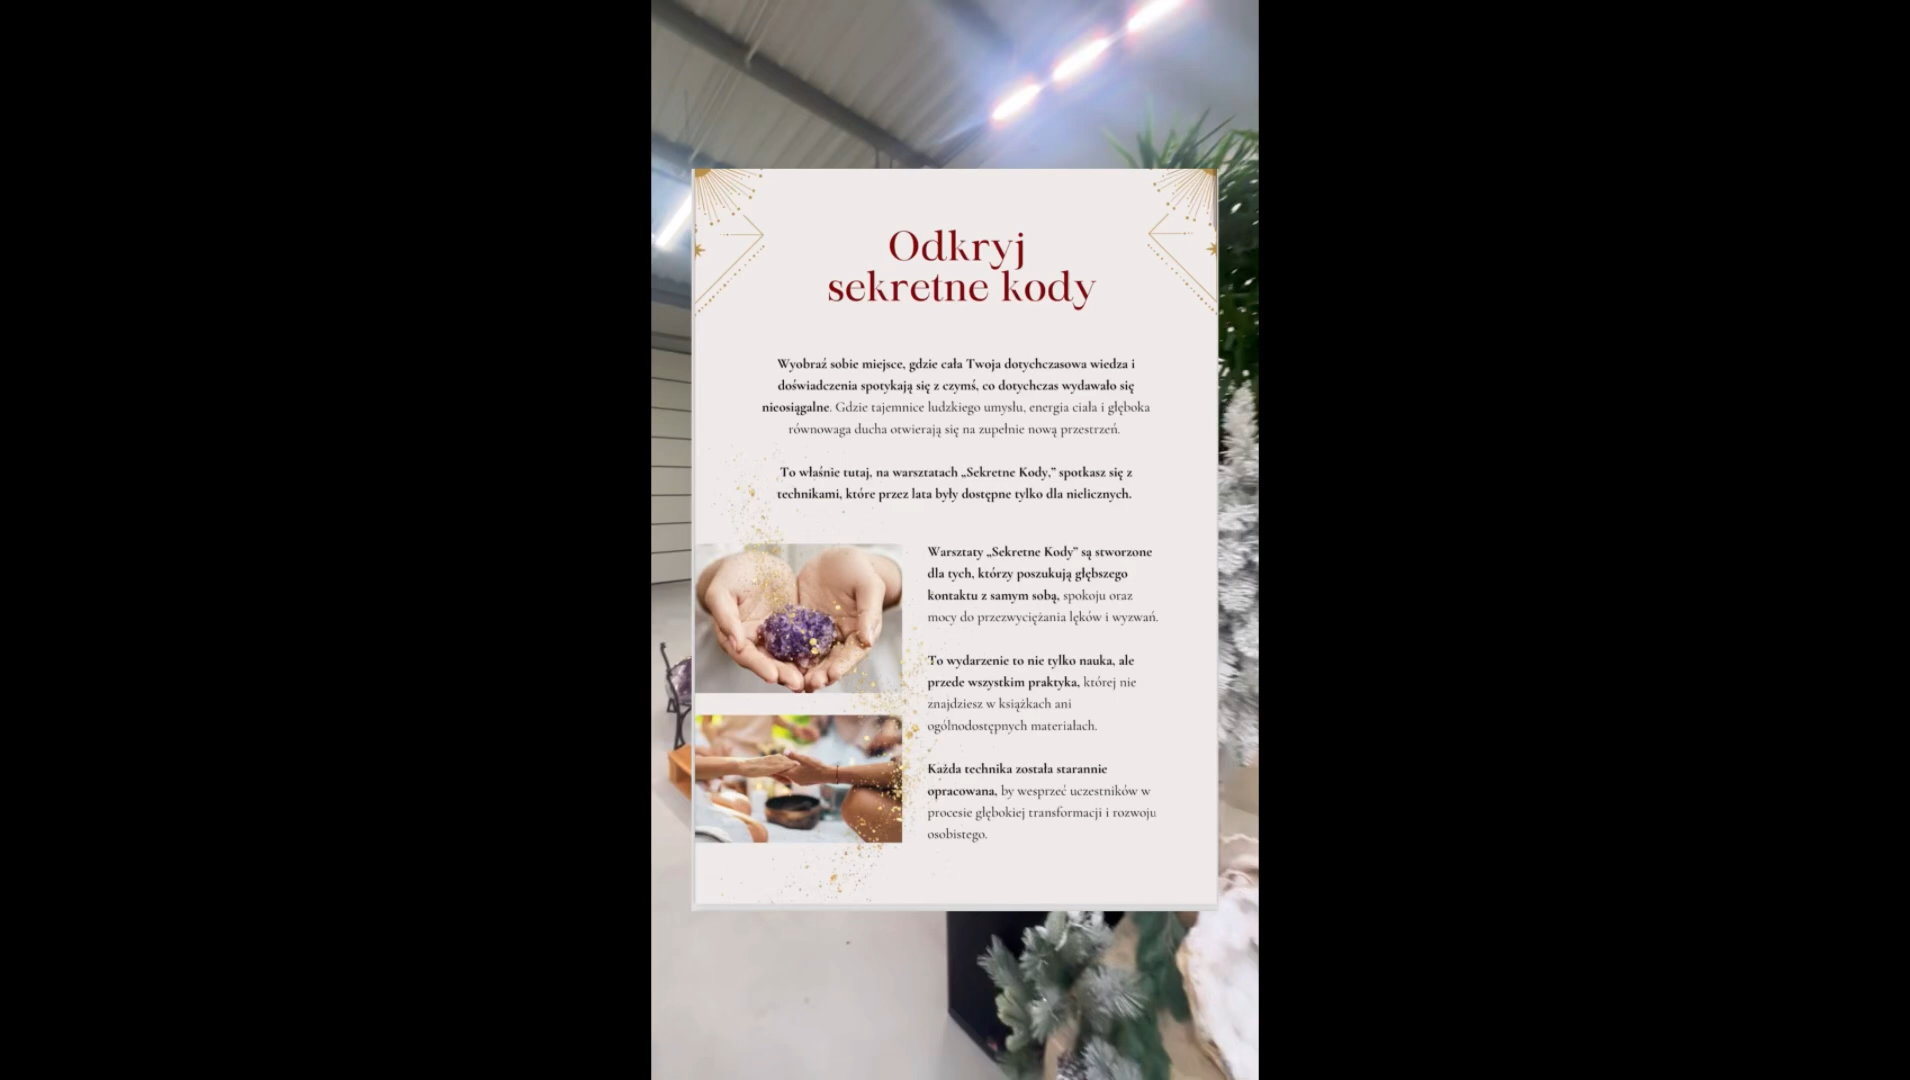 Odkryj
sekretne kody
Wyobraź sobie miejsce, gdzie cała Twoja dotychczasowa wiedza i
doświadczenia spotykają się z czymś, co dotychczas wydawało się
nieosiągalne. Gdzie tajemnice ludzkiego umysłu, energia ciała i głęboka
równowaga ducha otwierają się na zupełnie nową przestrzeń.
To właśnie tutaj, na warsztatach „Sekretne Kody,” spotkasz się z
technikami, które przez lata były dostępne tylko dla nielicznych.
Warsztaty „Sekretne Kody” są stworzone
dla tych, którzy poszukują głębszego
kontaktu z samym sobą, spokoju oraz
mocy do przezwyciężania lęków i wyzwań.
To wydarzenie to nie tylko nauka, ale
przede wszystkim praktyka, której nie
znajdziesz w książkach ani
ogólnodostępnych materiałach.
Każda technika została starannie
opracowana, by wesprzeć uczestników w
procesie głębokiej transformacji i rozwoju
osobistego.